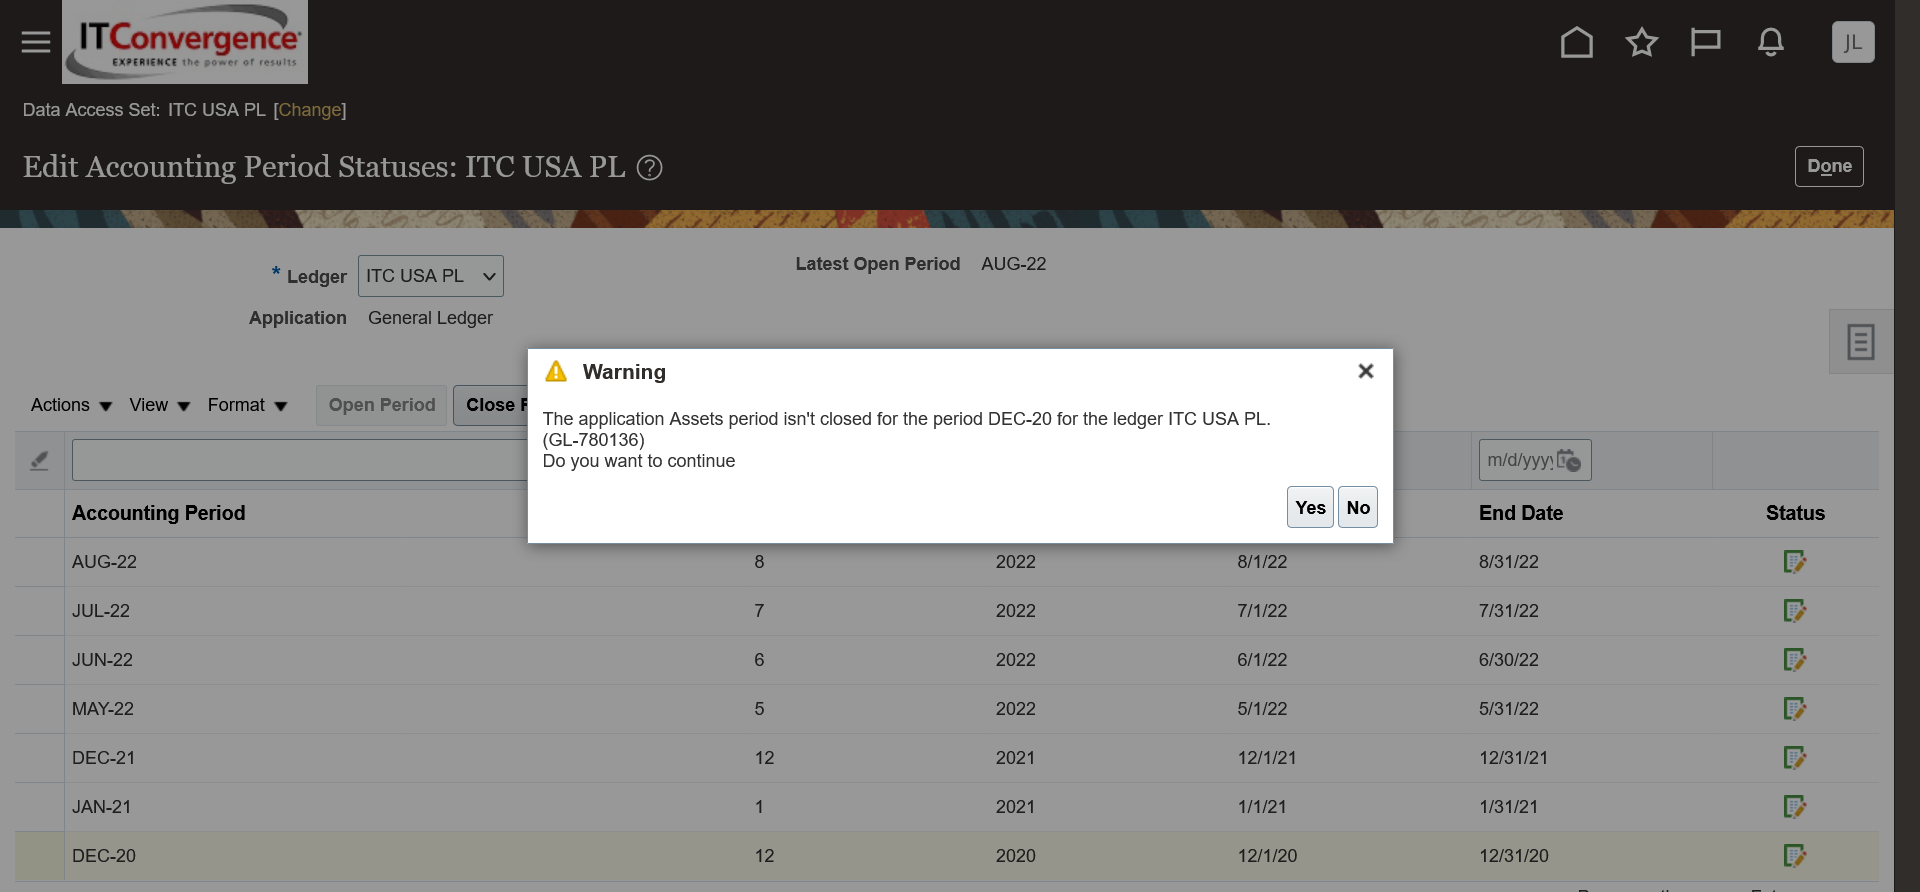 ITConvergence
EXPERIENCE the power of results
JL
Data Access Set: ITC USA PL [Change]
Edit Accounting Period Statuses: ITC USA PL ?
Done
* Ledger ITC USA PL
Latest Open Period AUG-22
Application General Ledger
Warning
Actions View Format Open Period Close
The application Assets period isn't closed for the period DEC-20 for the ledger ITC USA PL.
(GL-780136)
Do you want to continue
m/d/yyyy
Yes No
Accounting Period End Date Status
AUG-22 8 2022 8/1/22 8/31/22
JUL-22 7 2022 7/1/22 7/31/22
JUN-22 6 2022 6/1/22 6/30/22
MAY-22 5 2022 5/1/22 5/31/22
DEC-21 12 2021 12/1/21 12/31/21
JAN-21 1 2021 1/1/21 1/31/21
DEC-20 12 2020 12/1/20 12/31/20